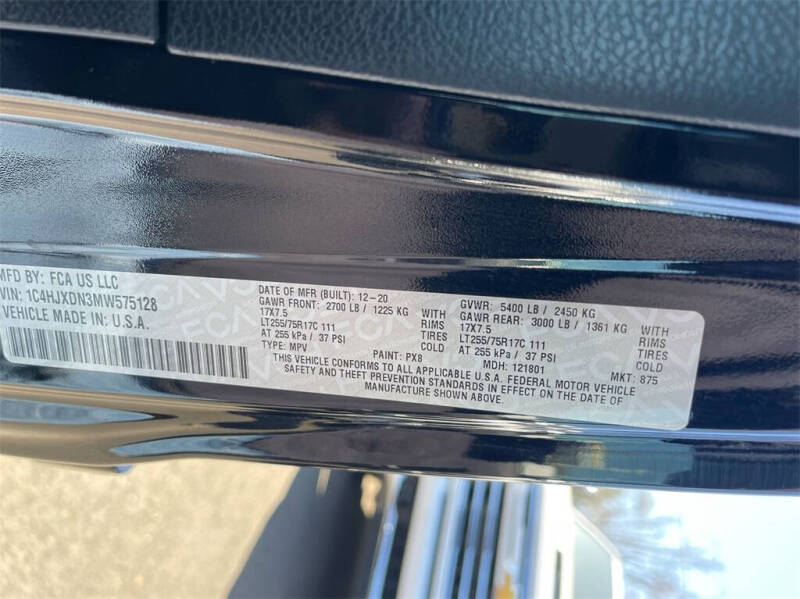 MFD BY: FCA US LLC
VIN: 1C4HJXDN3MW575128
VEHICLE MADE IN: U.S.A.
DATE OF MFR (BUILT): 12-20
GAWR FRONT: 2700 LB / 1225 KG WITH
17X7.5 RIMS
LT255/75R17C 111 TIRES
AT 255 kPa / 37 PSI COLD
TYPE: MPV PAINT: PX8
GVWR: 5400 LB / 2450 KG
GAWR REAR: 3000 LB / 1361 KG WITH
17X7.5 RIMS
LT255/75R17C 111 TIRES
AT 255 kPa / 37 PSI COLD
MDH: 121801 MKT: 875
THIS VEHICLE CONFORMS TO ALL APPLICABLE U.S.A. FEDERAL MOTOR VEHICLE
SAFETY AND THEFT PREVENTION STANDARDS IN EFFECT ON THE DATE OF
MANUFACTURE SHOWN ABOVE.